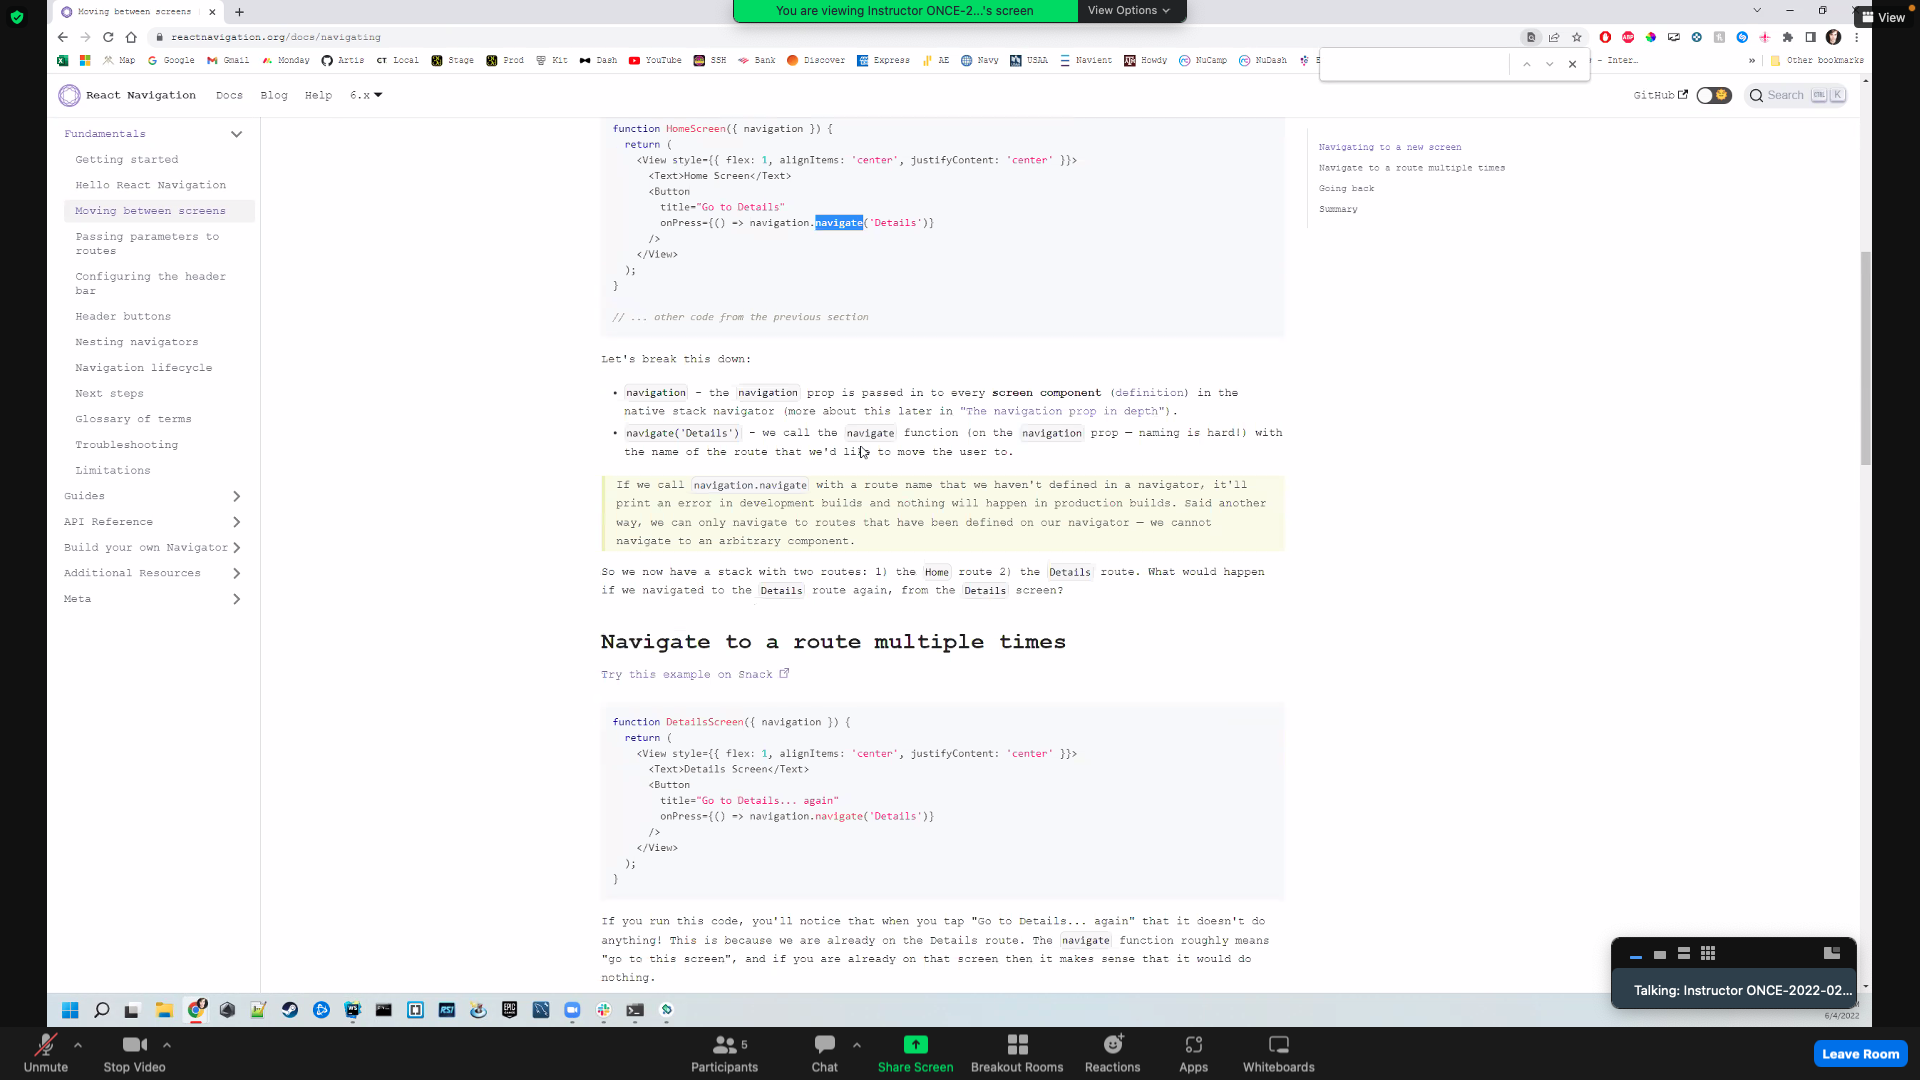 Moving between screens
You are viewing Instructor ONCE-2...'s screen
View Options
View
reactnavigation.org/docs/navigating
Map
Google
Gmail
Monday
Artis
CT Local
Stage
Prod
Kit
Dash
YouTube
SSH
Bank
Discover
Express
AE
Navy
USAA
Navient
Howdy
NuCamp
NuDash
- Inter...
»
Other bookmarks
React Navigation
Docs
Blog
Help
6.x
GitHub
Search
CTRL
K
Fundamentals
Getting started
Hello React Navigation
Moving between screens
Passing parameters to
routes
Configuring the header
bar
Header buttons
Nesting navigators
Navigation lifecycle
Next steps
Glossary of terms
Troubleshooting
Limitations
Guides
API Reference
Build your own Navigator
Additional Resources
Meta
function HomeScreen({ navigation }) {
return (
<View style={{ flex: 1, alignItems: 'center', justifyContent: 'center' }}>
<Text>Home Screen</Text>
<Button
title="Go to Details"
onPress={() => navigation.navigate('Details')}
/>
</View>
);
}
// ... other code from the previous section
Let's break this down:
• navigation - the navigation prop is passed in to every screen component (definition) in the
native stack navigator (more about this later in "The navigation prop in depth").
• navigate('Details') - we call the navigate function (on the navigation prop — naming is hard!) with
the name of the route that we'd like to move the user to.
If we call navigation.navigate with a route name that we haven't defined in a navigator, it'll
print an error in development builds and nothing will happen in production builds. Said another
way, we can only navigate to routes that have been defined on our navigator — we cannot
navigate to an arbitrary component.
So we now have a stack with two routes: 1) the Home route 2) the Details route. What would happen
if we navigated to the Details route again, from the Details screen?
Navigate to a route multiple times
Try this example on Snack
function DetailsScreen({ navigation }) {
return (
<View style={{ flex: 1, alignItems: 'center', justifyContent: 'center' }}>
<Text>Details Screen</Text>
<Button
title="Go to Details... again"
onPress={() => navigation.navigate('Details')}
/>
</View>
);
}
If you run this code, you'll notice that when you tap "Go to Details... again" that it doesn't do
anything! This is because we are already on the Details route. The navigate function roughly means
"go to this screen", and if you are already on that screen then it makes sense that it would do
nothing.
Navigating to a new screen
Navigate to a route multiple times
Going back
Summary
Talking: Instructor ONCE-2022-02...
6/4/2022
Unmute
Stop Video
Participants
5
Chat
Share Screen
Breakout Rooms
Reactions
Apps
Whiteboards
Leave Room